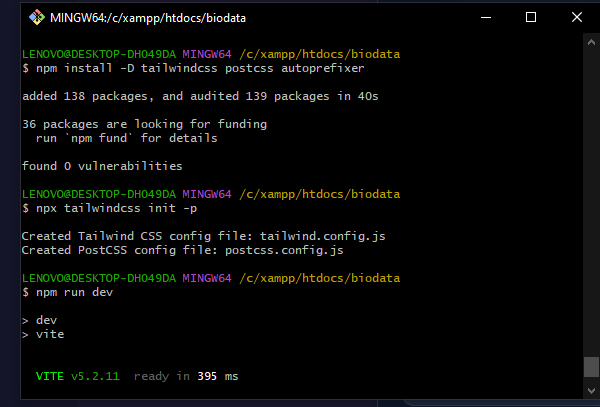 MINGW64:/c/xampp/htdocs/biodata
LENOVO@DESKTOP-DHO49DA MINGW64 /c/xampp/htdocs/biodata
$ npm install -D tailwindcss postcss autoprefixer
added 138 packages, and audited 139 packages in 40s
36 packages are looking for funding
run `npm fund` for details
found 0 vulnerabilities
LENOVO@DESKTOP-DHO49DA MINGW64 /c/xampp/htdocs/biodata
$ npx tailwindcss init -p
Created Tailwind CSS config file: tailwind.config.js
Created PostCSS config file: postcss.config.js
LENOVO@DESKTOP-DHO49DA MINGW64 /c/xampp/htdocs/biodata
$ npm run dev
> dev
> vite
VITE v5.2.11 ready in 395 ms